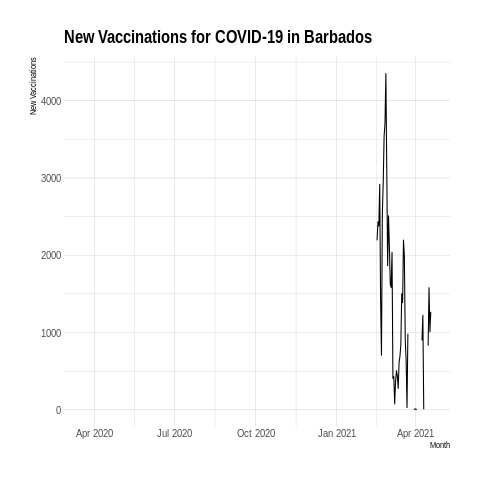 New Vaccinations for COVID-19 in Barbados
New Vaccinations
4000
3000
2000
1000
0
Apr 2020 Jul 2020 Oct 2020 Jan 2021 Apr 2021
Month